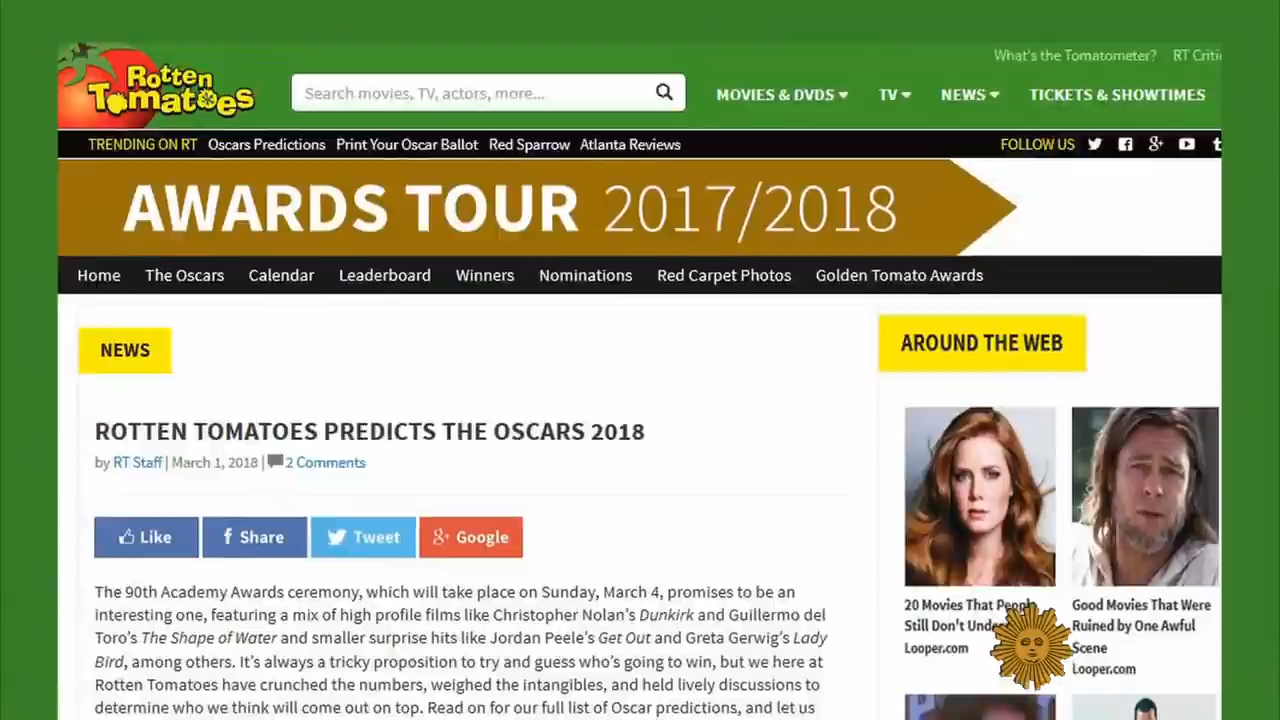 What's the Tomatometer? RT Critic
Rotten
Tomatoes
Search movies, TV, actors, more...
MOVIES & DVDS
TV
NEWS
TICKETS & SHOWTIMES
TRENDING ON RT Oscars Predictions Print Your Oscar Ballot Red Sparrow Atlanta Reviews
FOLLOW US
AWARDS TOUR 2017/2018
Home The Oscars Calendar Leaderboard Winners Nominations Red Carpet Photos Golden Tomato Awards
NEWS
ROTTEN TOMATOES PREDICTS THE OSCARS 2018
by RT Staff | March 1, 2018 | 2 Comments
Like Share Tweet Google
The 90th Academy Awards ceremony, which will take place on Sunday, March 4, promises to be an
interesting one, featuring a mix of high profile films like Christopher Nolan's Dunkirk and Guillermo del
Toro's The Shape of Water and smaller surprise hits like Jordan Peele's Get Out and Greta Gerwig's Lady
Bird, among others. It's always a tricky proposition to try and guess who's going to win, but we here at
Rotten Tomatoes have crunched the numbers, weighed the intangibles, and held lively discussions to
determine who we think will come out on top. Read on for our full list of Oscar predictions, and let us
AROUND THE WEB
20 Movies That People
Still Don't
Looper.com
Good Movies That Were
Ruined by One Awful
Scene
Looper.com